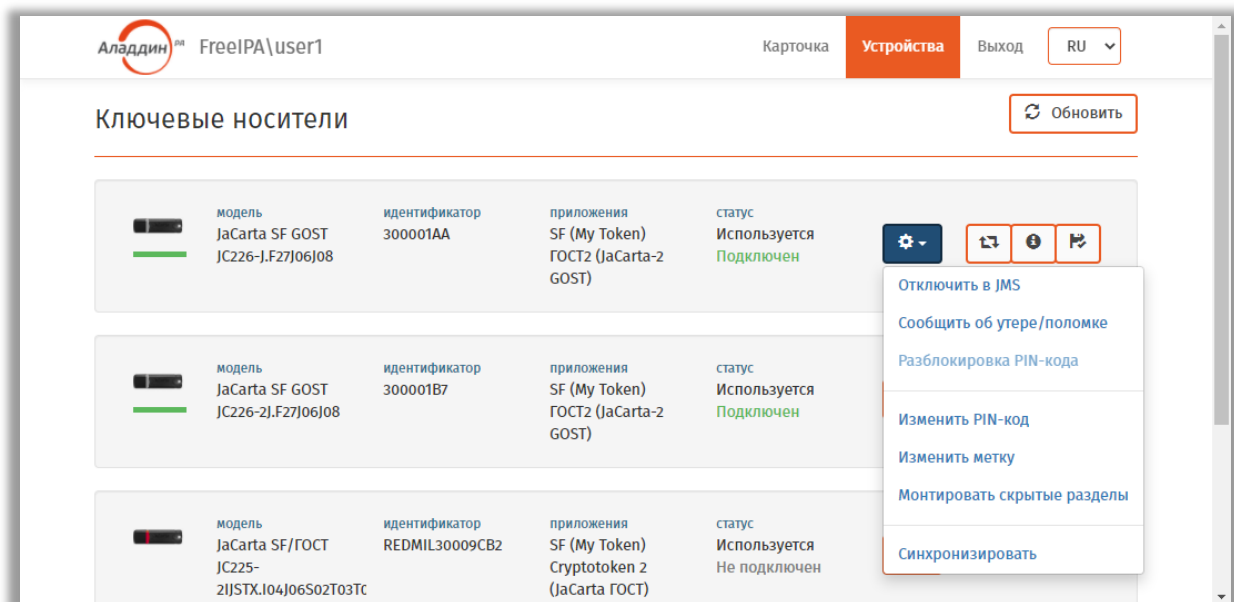 Аладдин РД FreeIPA\user1 Карточка Устройства Выход RU
Ключевые носители Обновить
модель идентификатор приложения статус
JaCarta SF GOST 300001AA SF (My Token) Используется
JC226-J.F27J06J08 ГОСТ2 (JaCarta-2 Подключен
GOST)
Отключить в JMS
Сообщить об утере/поломке
Разблокировка PIN-кода
модель идентификатор приложения статус
JaCarta SF GOST 300001B7 SF (My Token) Используется
JC226-2J.F27J06J08 ГОСТ2 (JaCarta-2 Подключен
GOST)
Изменить PIN-код
Изменить метку
Монтировать скрытые разделы
модель идентификатор приложения статус
JaCarta SF/ГОСТ REDMIL30009CB2 SF (My Token) Используется
JC225- Cryptotoken 2 Не подключен
2IJSTX.I04J06S02T03TC (JaCarta ГОСТ)
Синхронизировать